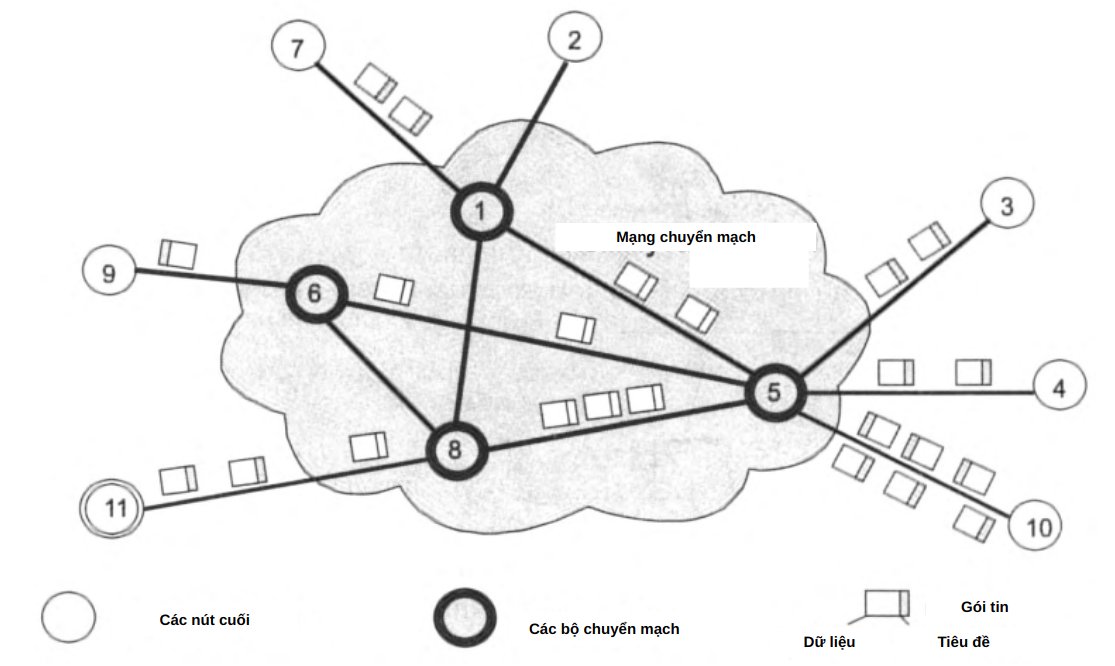 7
2
3
1
Mạng chuyển mạch
9
6
5
4
8
11
10
Các nút cuối
Các bộ chuyển mạch
Gói tin
Dữ liệu
Tiêu đề